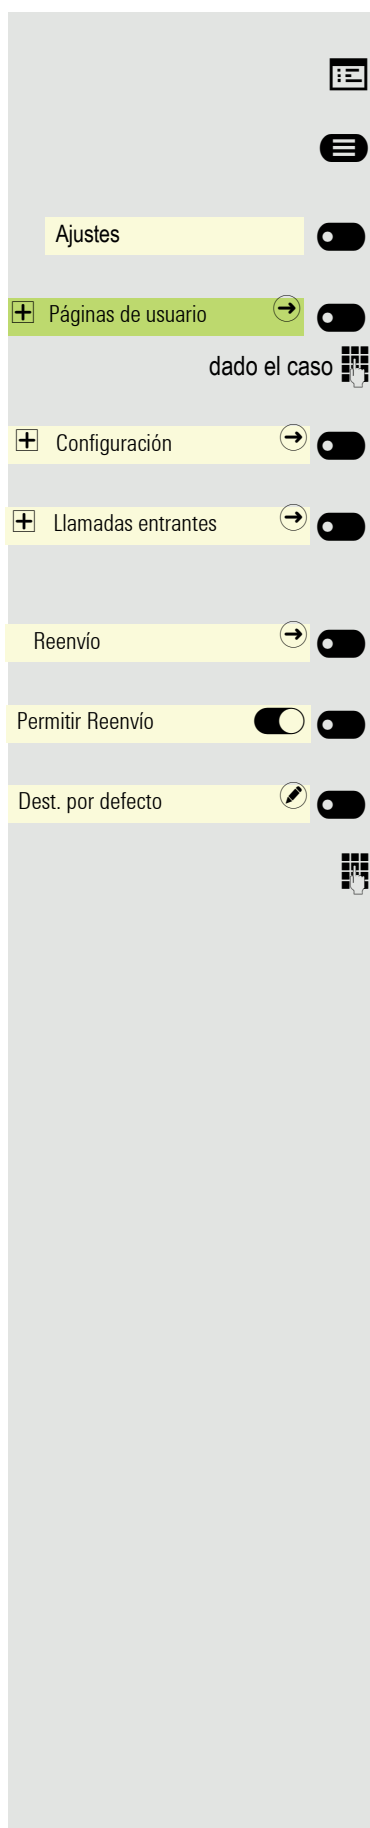 Ajustes
Páginas de usuario
dado el caso
Configuración
Llamadas entrantes
Reenvío
Permitir Reenvío
Dest. por defecto